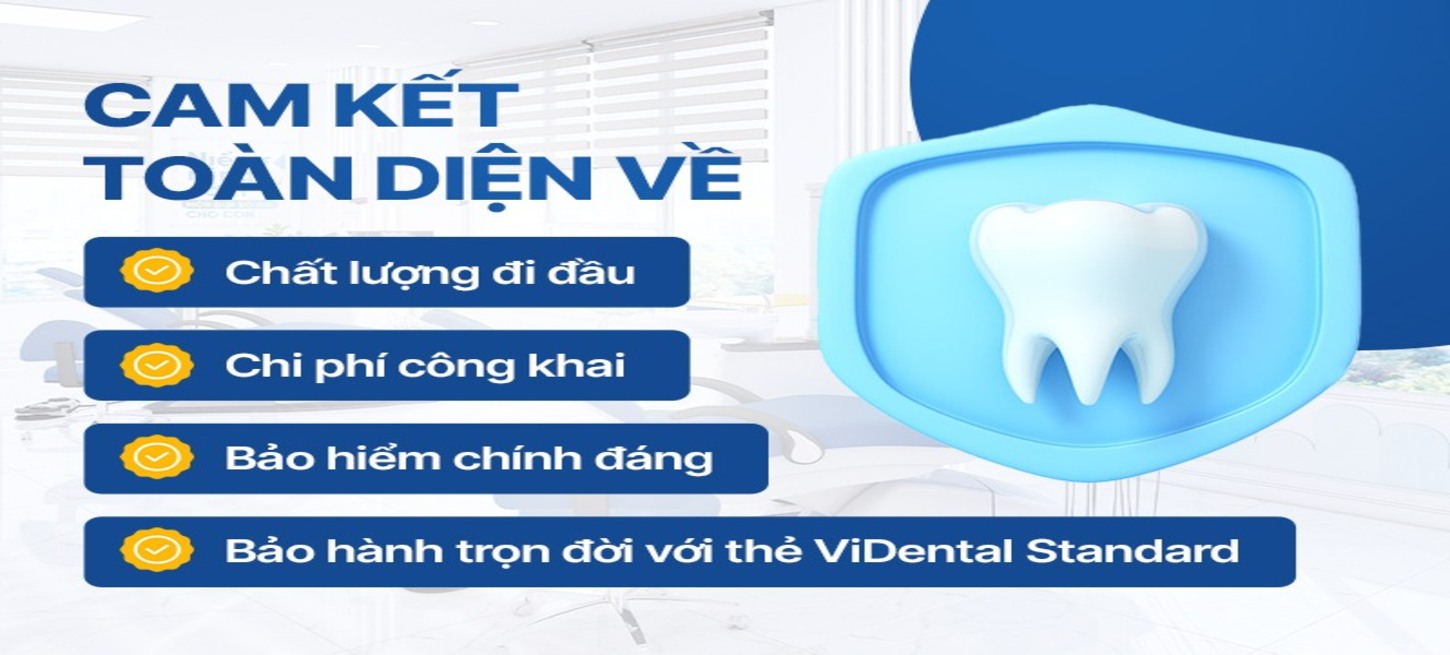 CAM KẾT
TOÀN DIỆN VỀ
Chất lượng đi đầu
Chi phí công khai
Bảo hiểm chính đáng
Bảo hành trọn đời với thẻ ViDental Standard